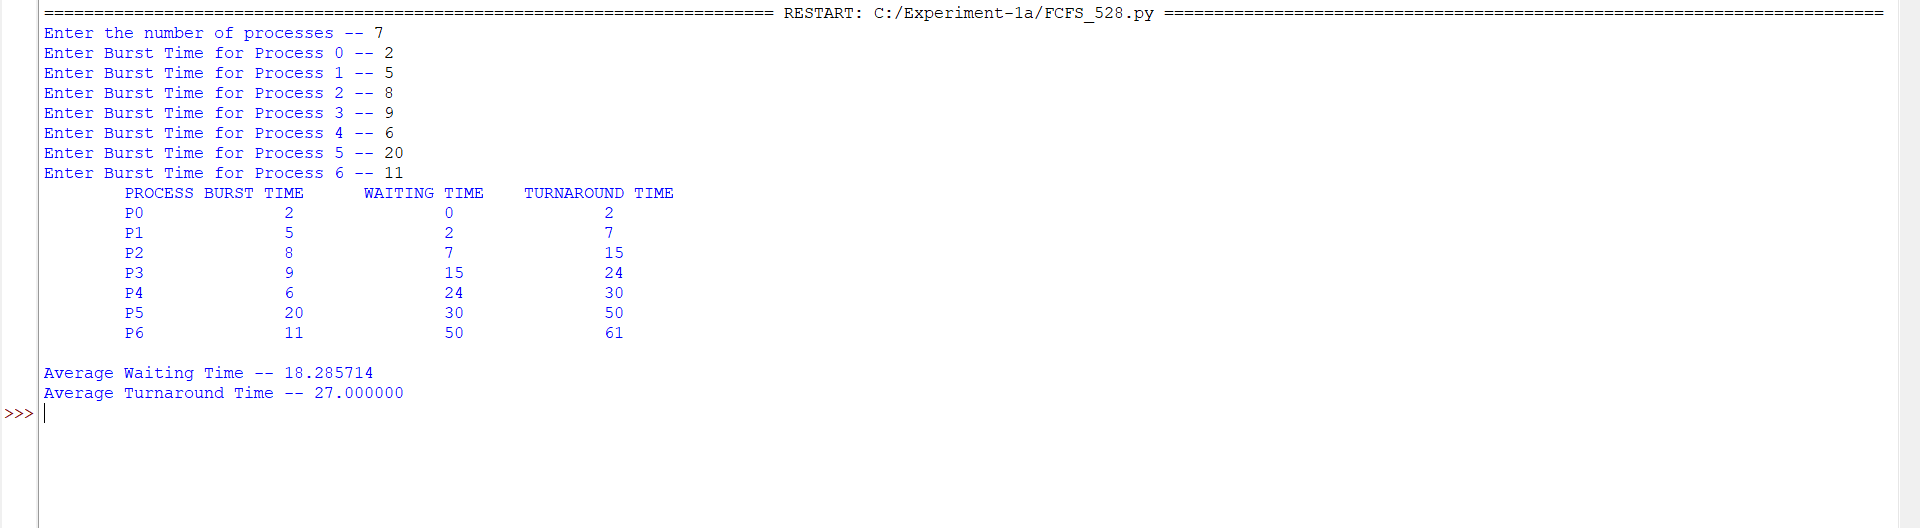 ========================================================================= RESTART: C:/Experiment-1a/FCFS_528.py ========================================================================
Enter the number of processes -- 7
Enter Burst Time for Process 0 -- 2
Enter Burst Time for Process 1 -- 5
Enter Burst Time for Process 2 -- 8
Enter Burst Time for Process 3 -- 9
Enter Burst Time for Process 4 -- 6
Enter Burst Time for Process 5 -- 20
Enter Burst Time for Process 6 -- 11
PROCESS BURST TIME WAITING TIME TURNAROUND TIME
P0 2 0 2
P1 5 2 7
P2 8 7 15
P3 9 15 24
P4 6 24 30
P5 20 30 50
P6 11 50 61
Average Waiting Time -- 18.285714
Average Turnaround Time -- 27.000000
>>>